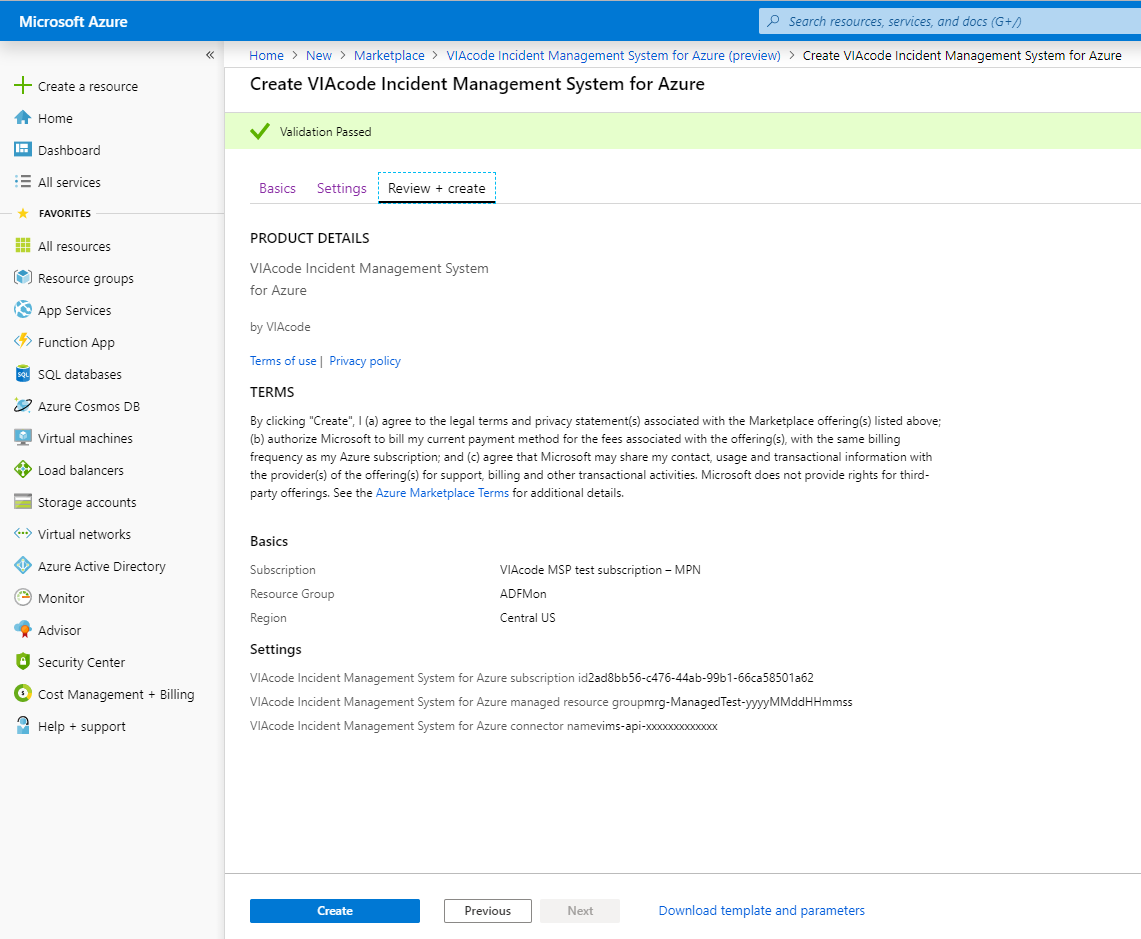 Microsoft Azure
Search resources, services, and docs (G+/)
«
Create a resource
Home
Dashboard
All services
FAVORITES
All resources
Resource groups
App Services
Function App
SQL databases
Azure Cosmos DB
Virtual machines
Load balancers
Storage accounts
Virtual networks
Azure Active Directory
Monitor
Advisor
Security Center
Cost Management + Billing
Help + support
Home > New > Marketplace > VIAcode Incident Management System for Azure (preview) > Create VIAcode Incident Management System for Azure
Create VIAcode Incident Management System for Azure
Validation Passed
Basics Settings Review + create
PRODUCT DETAILS
VIAcode Incident Management System
for Azure
by VIAcode
Terms of use | Privacy policy
TERMS
By clicking "Create", I (a) agree to the legal terms and privacy statement(s) associated with the Marketplace offering(s) listed above;
(b) authorize Microsoft to bill my current payment method for the fees associated with the offering(s), with the same billing
frequency as my Azure subscription; and (c) agree that Microsoft may share my contact, usage and transactional information with
the provider(s) of the offering(s) for support, billing and other transactional activities. Microsoft does not provide rights for third-
party offerings. See the Azure Marketplace Terms for additional details.
Basics
Subscription VIAcode MSP test subscription – MPN
Resource Group ADFMon
Region Central US
Settings
VIAcode Incident Management System for Azure subscription id2ad8bb56-c476-44ab-99b1-66ca58501a62
VIAcode Incident Management System for Azure managed resource groupmrg-ManagedTest-yyyyMMddHHmmss
VIAcode Incident Management System for Azure connector namevims-api-xxxxxxxxxxxxx
Create Previous Next Download template and parameters